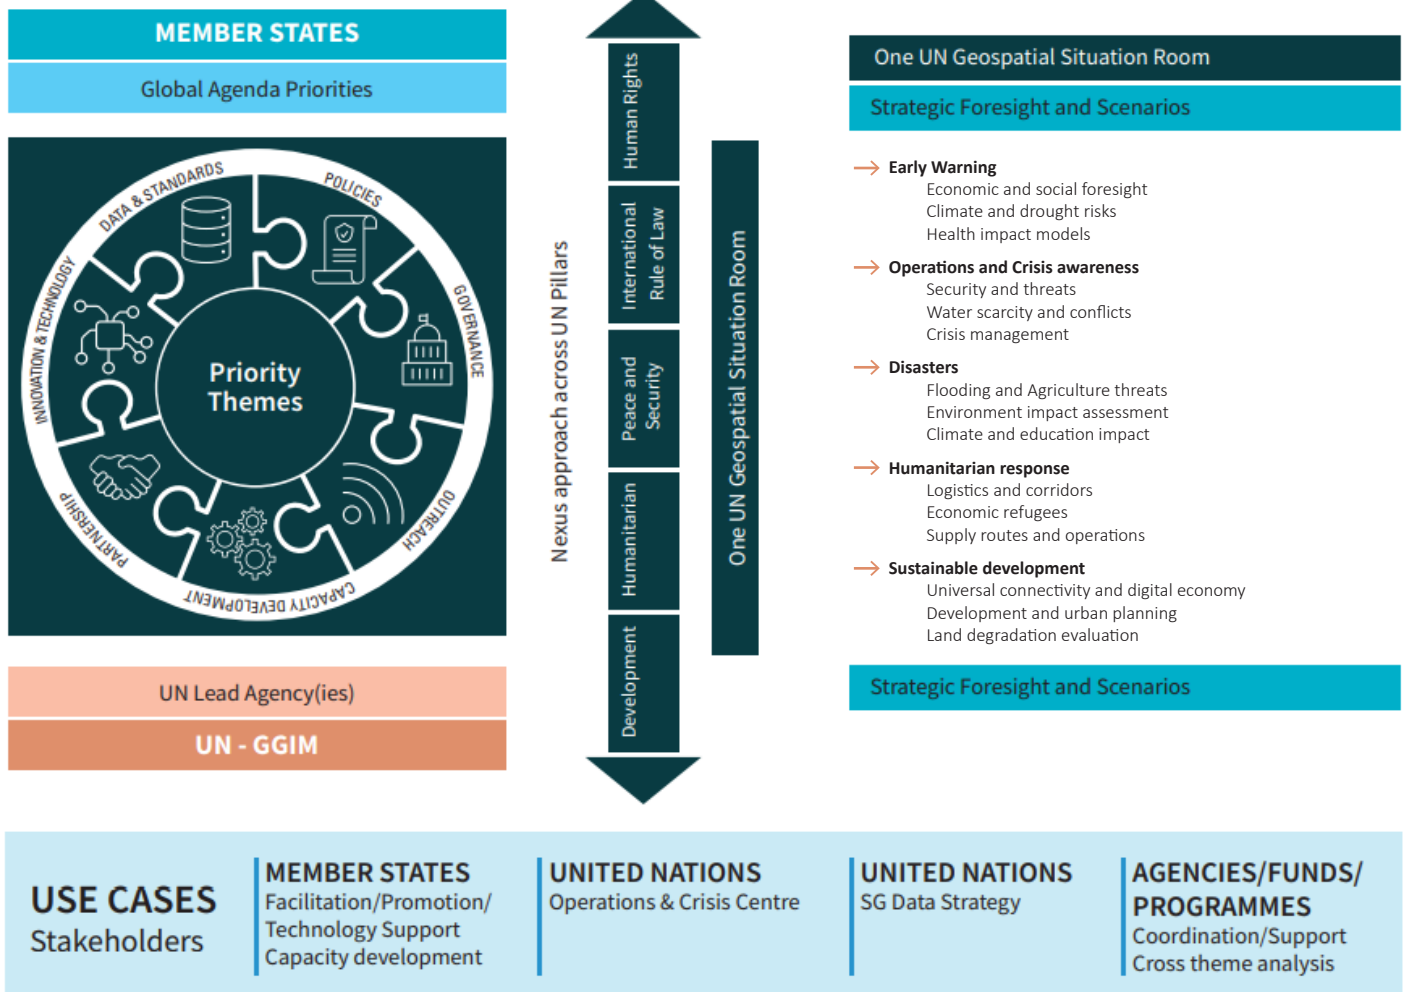 MEMBER STATES
Global Agenda Priorities
DATA & STANDARDS
POLICIES
GOVERNANCE
OUTREACH
CAPACITY DEVELOPMENT
PARTNERSHIP
INNOVATION & TECHNOLOGY
Priority
Themes
UN Lead Agency(ies)
UN - GGIM
Nexus approach across UN Pillars
Human Rights
International
Rule of Law
Peace and
Security
Humanitarian
Development
One UN Geospatial Situation Room
One UN Geospatial Situation Room
Strategic Foresight and Scenarios
→ Early Warning
Economic and social foresight
Climate and drought risks
Health impact models
→ Operations and Crisis awareness
Security and threats
Water scarcity and conflicts
Crisis management
→ Disasters
Flooding and Agriculture threats
Environment impact assessment
Climate and education impact
→ Humanitarian response
Logistics and corridors
Economic refugees
Supply routes and operations
→ Sustainable development
Universal connectivity and digital economy
Development and urban planning
Land degradation evaluation
Strategic Foresight and Scenarios
USE CASES
Stakeholders
MEMBER STATES
Facilitation/Promotion/
Technology Support
Capacity development
UNITED NATIONS
Operations & Crisis Centre
UNITED NATIONS
SG Data Strategy
AGENCIES/FUNDS/
PROGRAMMES
Coordination/Support
Cross theme analysis